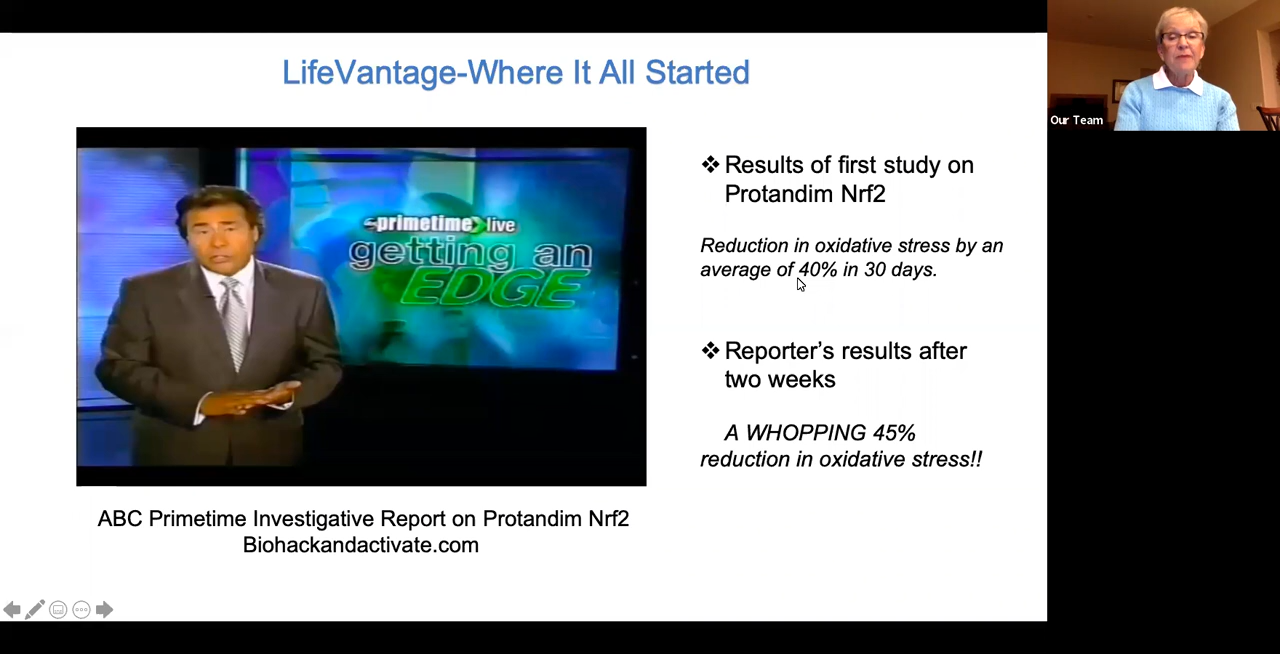 LifeVantage-Where It All Started
primetime live
getting an
EDGE
❖ Results of first study on
Protandim Nrf2
Reduction in oxidative stress by an
average of 40% in 30 days.
❖ Reporter’s results after
two weeks
A WHOPPING 45%
reduction in oxidative stress!!
ABC Primetime Investigative Report on Protandim Nrf2
Biohackandactivate.com
Our Team